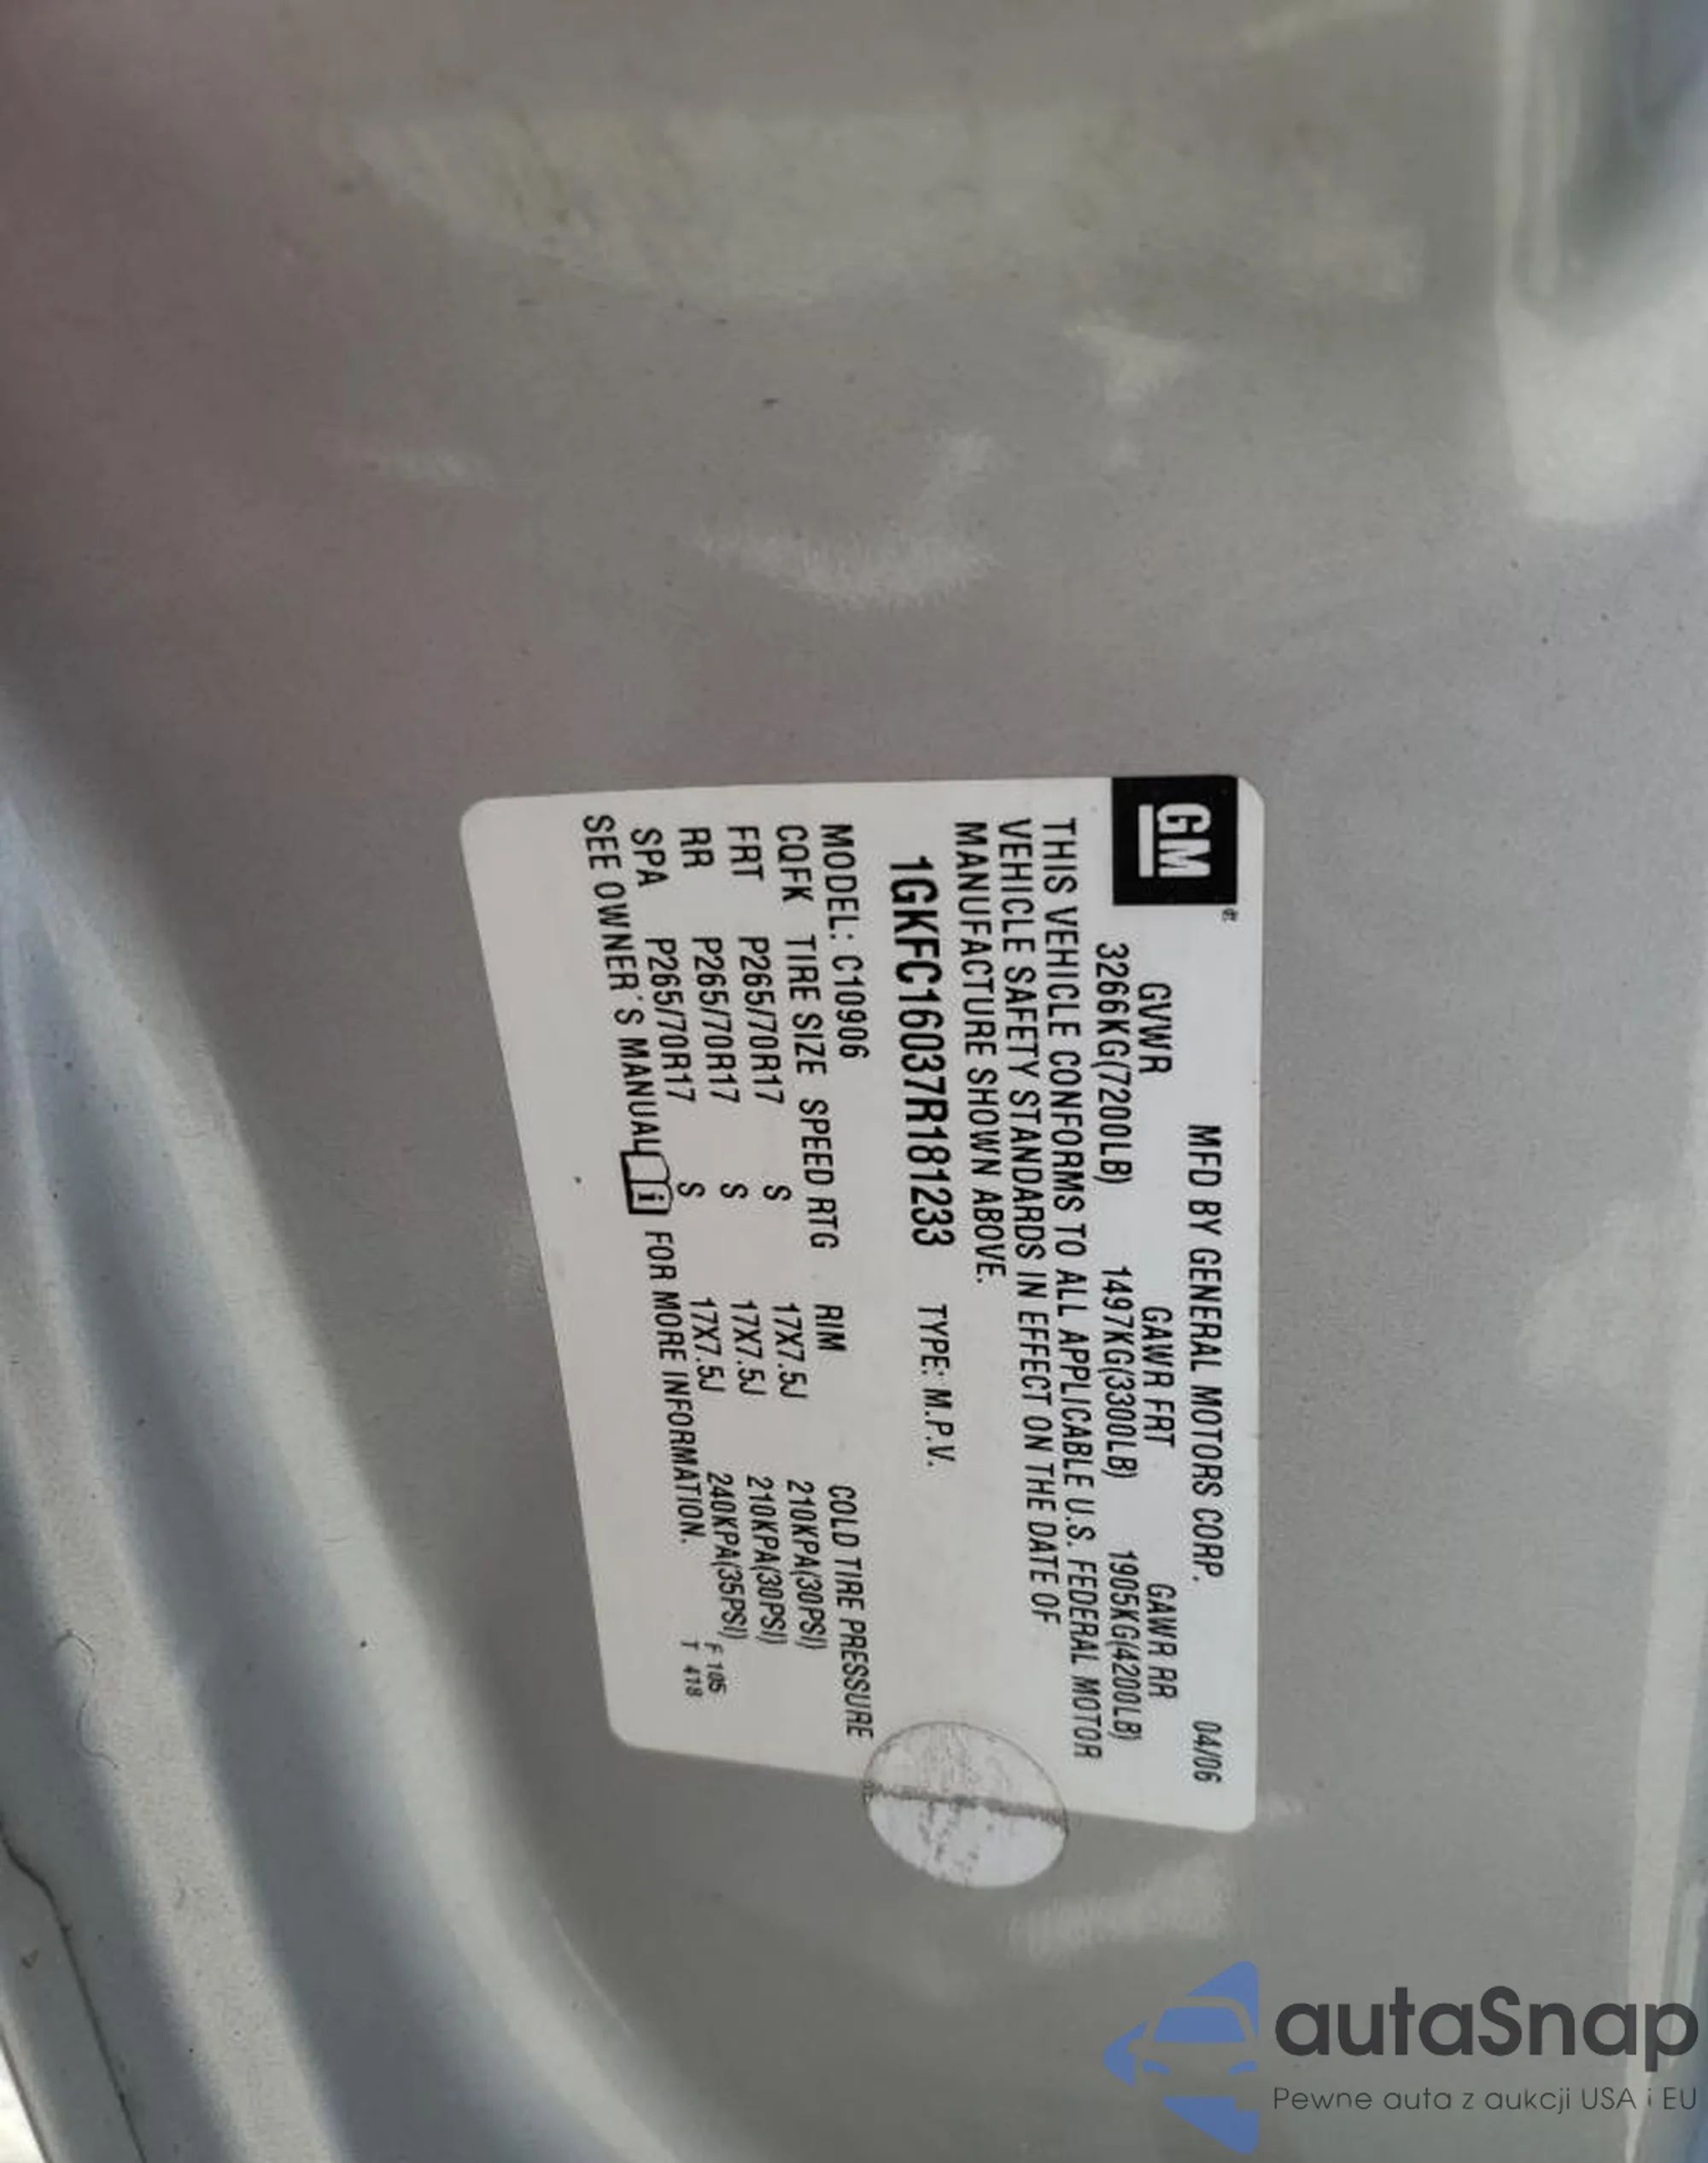 GM
MFD BY GENERAL MOTORS CORP. 04/06
GVWR GAWR FRT GAWR RR
3266KG(7200LB) 1497KG(3300LB) 1905KG(4200LB)
THIS VEHICLE CONFORMS TO ALL APPLICABLE U.S. FEDERAL MOTOR
VEHICLE SAFETY STANDARDS IN EFFECT ON THE DATE OF
MANUFACTURE SHOWN ABOVE.
1GKFC16037R181233 TYPE: M.P.V.
MODEL: C10906
CQFK TIRE SIZE SPEED RTG RIM COLD TIRE PRESSURE
FRT P265/70R17 S 17X7.5J 210KPA(30PSI)
RR P265/70R17 S 17X7.5J 210KPA(30PSI)
SPA P265/70R17 S 17X7.5J 240KPA(35PSI)
SEE OWNER'S MANUAL i FOR MORE INFORMATION.
F 105
T 418
autaSnap
Pewne auta z aukcji USA i EU